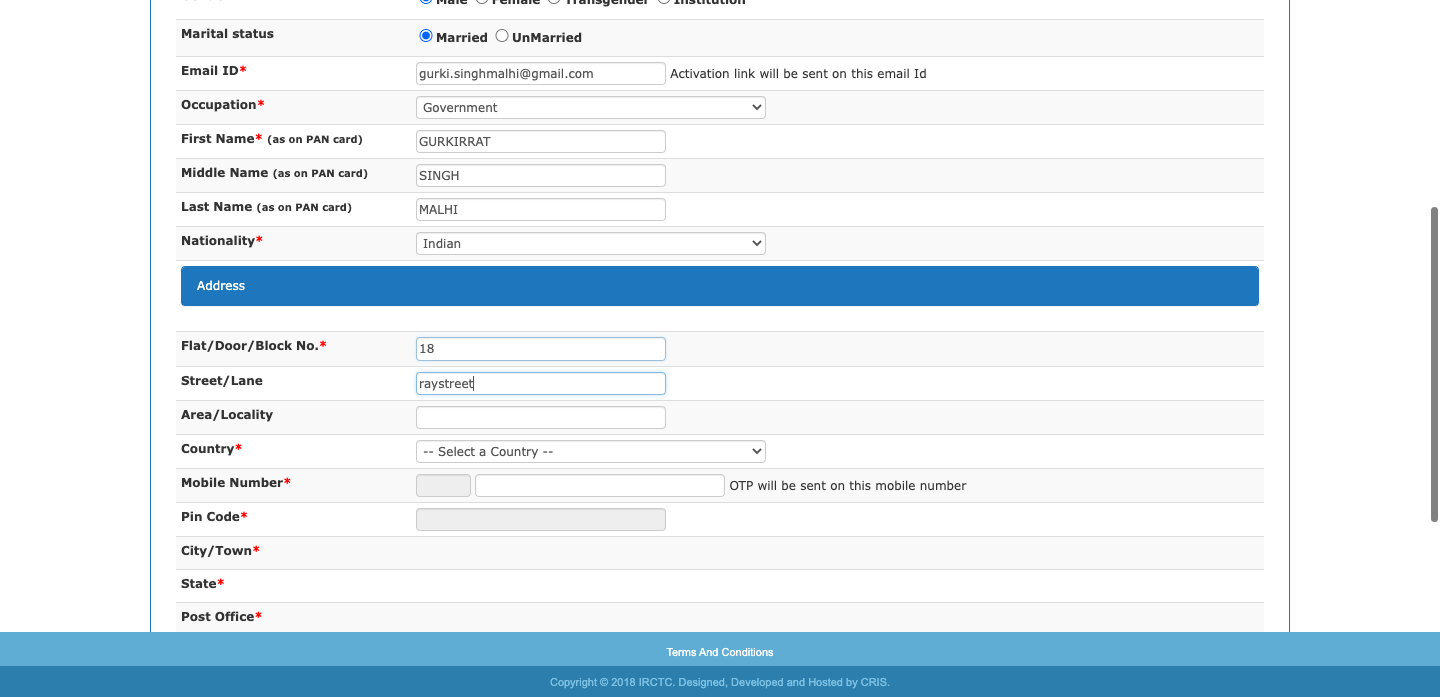 Male Female Transgender Institution
Marital status Married UnMarried
Email ID* gurki.singhmalhi@gmail.com Activation link will be sent on this email Id
Occupation* Government
First Name* (as on PAN card) GURKIRRAT
Middle Name (as on PAN card) SINGH
Last Name (as on PAN card) MALHI
Nationality* Indian
Address
Flat/Door/Block No.* 18
Street/Lane raystreet
Area/Locality
Country* -- Select a Country --
Mobile Number* OTP will be sent on this mobile number
Pin Code*
City/Town*
State*
Post Office*
Terms And Conditions
Copyright © 2018 IRCTC. Designed, Developed and Hosted by CRIS.